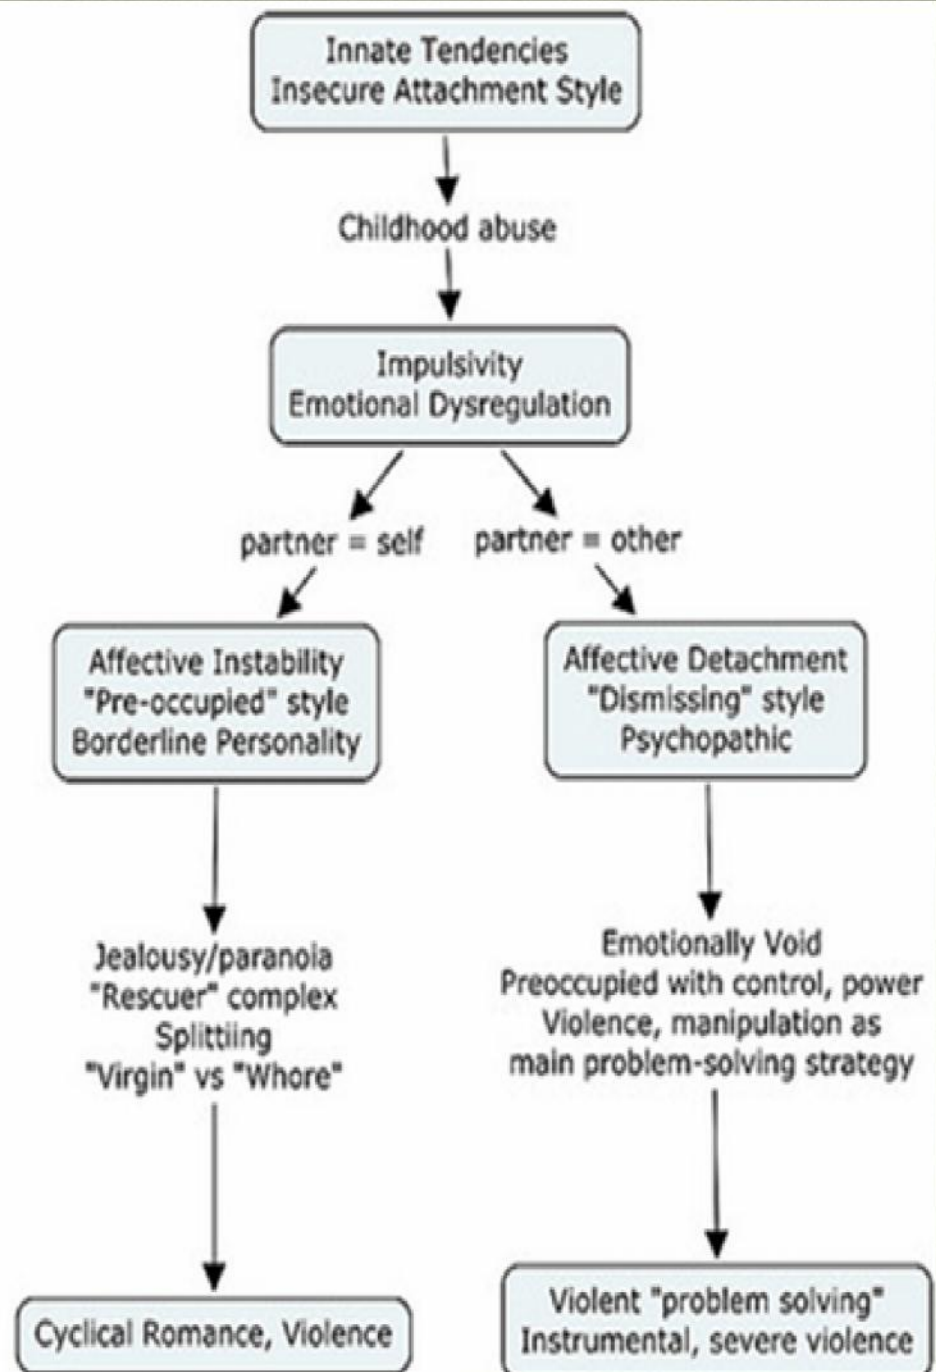 Innate Tendencies
Insecure Attachment Style
Childhood abuse
Impulsivity
Emotional Dysregulation
partner = self
partner = other
Affective Instability
"Pre-occupied" style
Borderline Personality
Affective Detachment
"Dismissing" style
Psychopathic
Jealousy/paranoia
"Rescuer" complex
Splittiing
"Virgin" vs "Whore"
Emotionally Void
Preoccupied with control, power
Violence, manipulation as
main problem-solving strategy
Cyclical Romance, Violence
Violent "problem solving"
Instrumental, severe violence